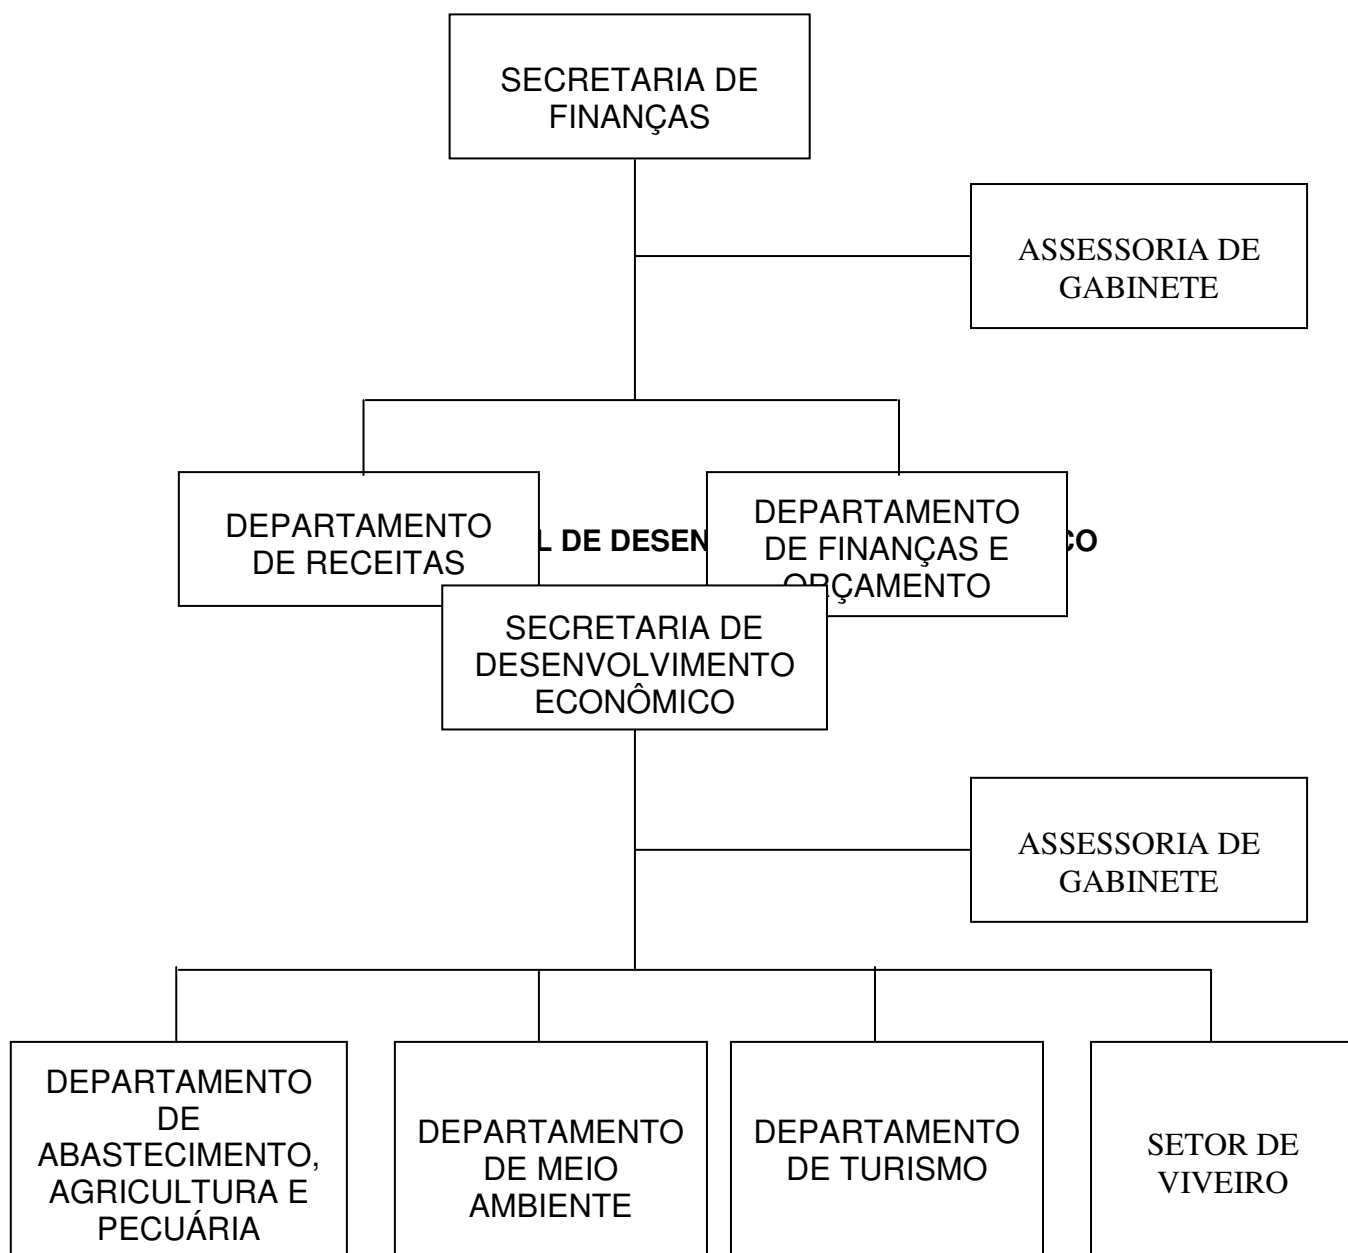 SECRETARIA DE
FINANÇAS
ASSESSORIA DE
GABINETE
DEPARTAMENTO
DE RECEITAS
DE DESEN
DEPARTAMENTO
DE FINANÇAS E
ORÇAMENTO
SECRETARIA DE
DESENVOLVIMENTO
ECONÔMICO
ASSESSORIA DE
GABINETE
DEPARTAMENTO
DE
ABASTECIMENTO,
AGRICULTURA E
PECUÁRIA
DEPARTAMENTO
DE MEIO
AMBIENTE
DEPARTAMENTO
DE TURISMO
SETOR DE
VIVEIRO